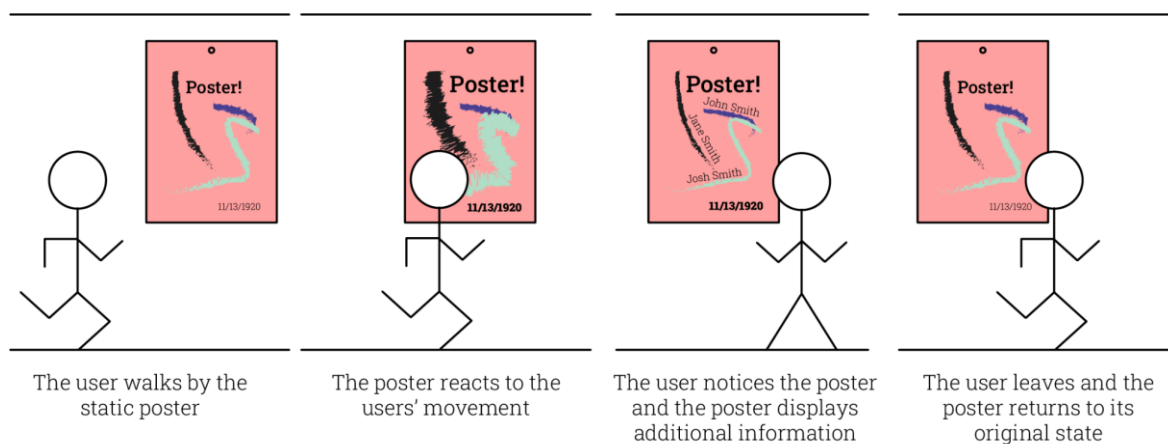 Poster!
11/13/1920
The user walks by the
static poster
Poster!
11/13/1920
The poster reacts to the
users’ movement
Poster!
John Smith
Jane Smith
Josh Smith
11/13/1920
The user notices the poster
and the poster displays
additional information
Poster!
11/13/1920
The user leaves and the
poster returns to its
original state